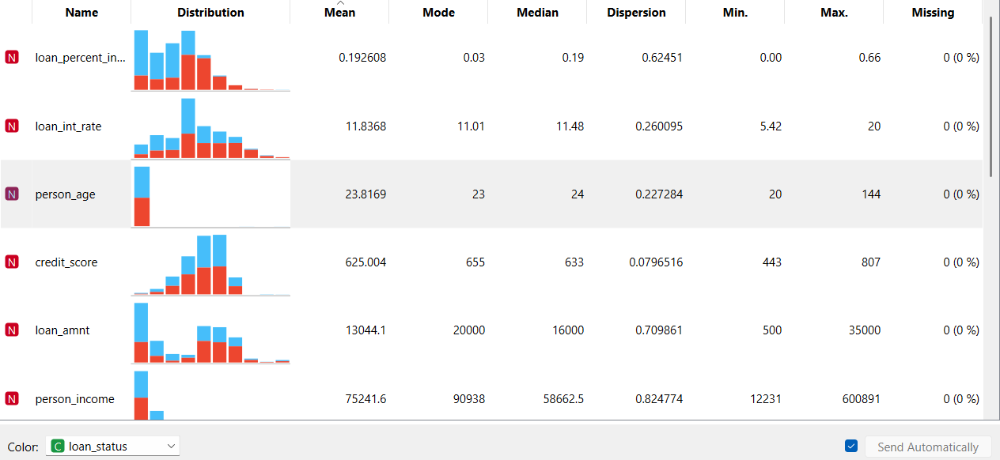 Name Distribution Mean Mode Median Dispersion Min. Max. Missing
N loan_percent_in... 0.192608 0.03 0.19 0.62451 0.00 0.66 0 (0 %)
N loan_int_rate 11.8368 11.01 11.48 0.260095 5.42 20 0 (0 %)
N person_age 23.8169 23 24 0.227284 20 144 0 (0 %)
N credit_score 625.004 655 633 0.0796516 443 807 0 (0 %)
N loan_amnt 13044.1 20000 16000 0.709861 500 35000 0 (0 %)
N person_income 75241.6 90938 58662.5 0.824774 12231 600891 0 (0 %)
Color: C loan_status Send Automatically